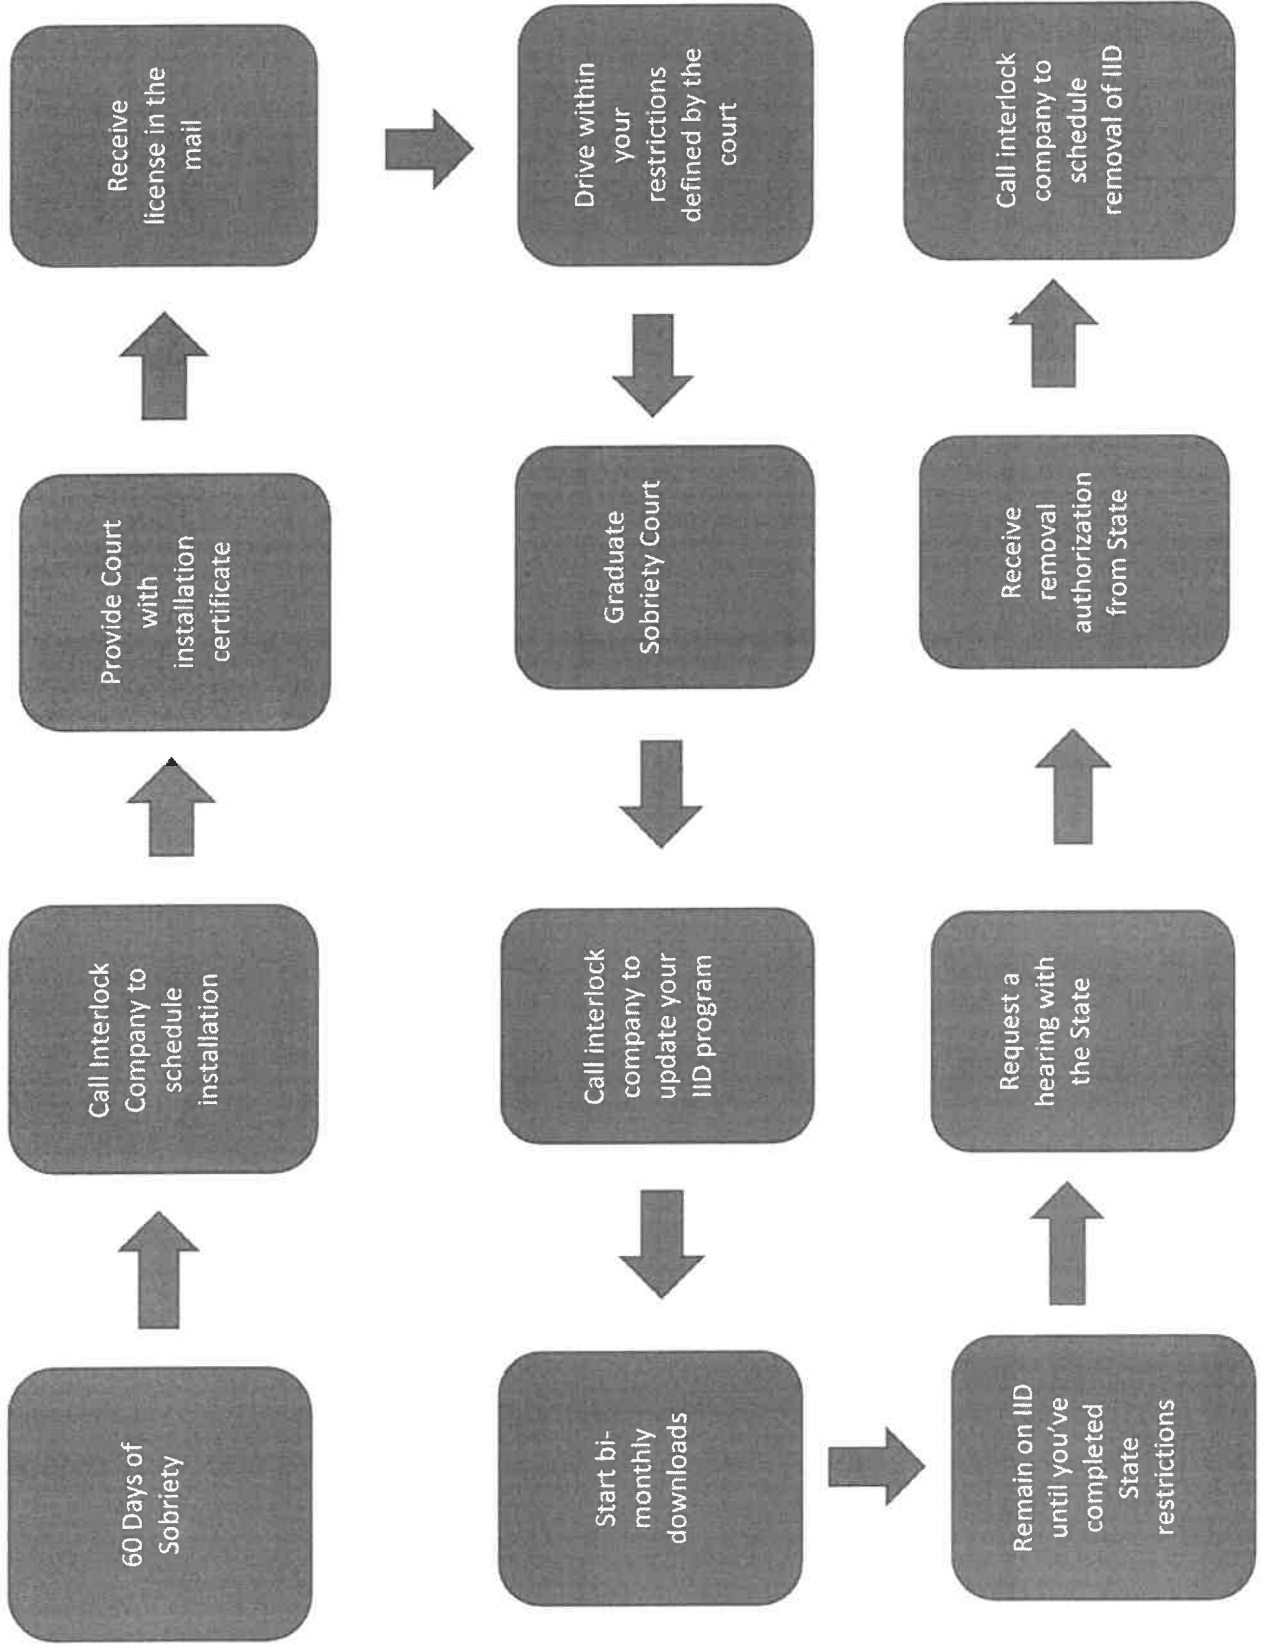 60 Days of
Sobriety
Call Interlock
Company to
schedule
installation
Provide Court
with
installation
certificate
Receive
license in the
mail
Drive within
your
restrictions
defined by the
court
Graduate
Sobriety Court
Call interlock
company to
update your
IID program
Start bi-
monthly
downloads
Remain on IID
until you've
completed
State
restrictions
Request a
hearing with
the State
Receive
removal
authorization
from State
Call interlock
company to
schedule
removal of IID